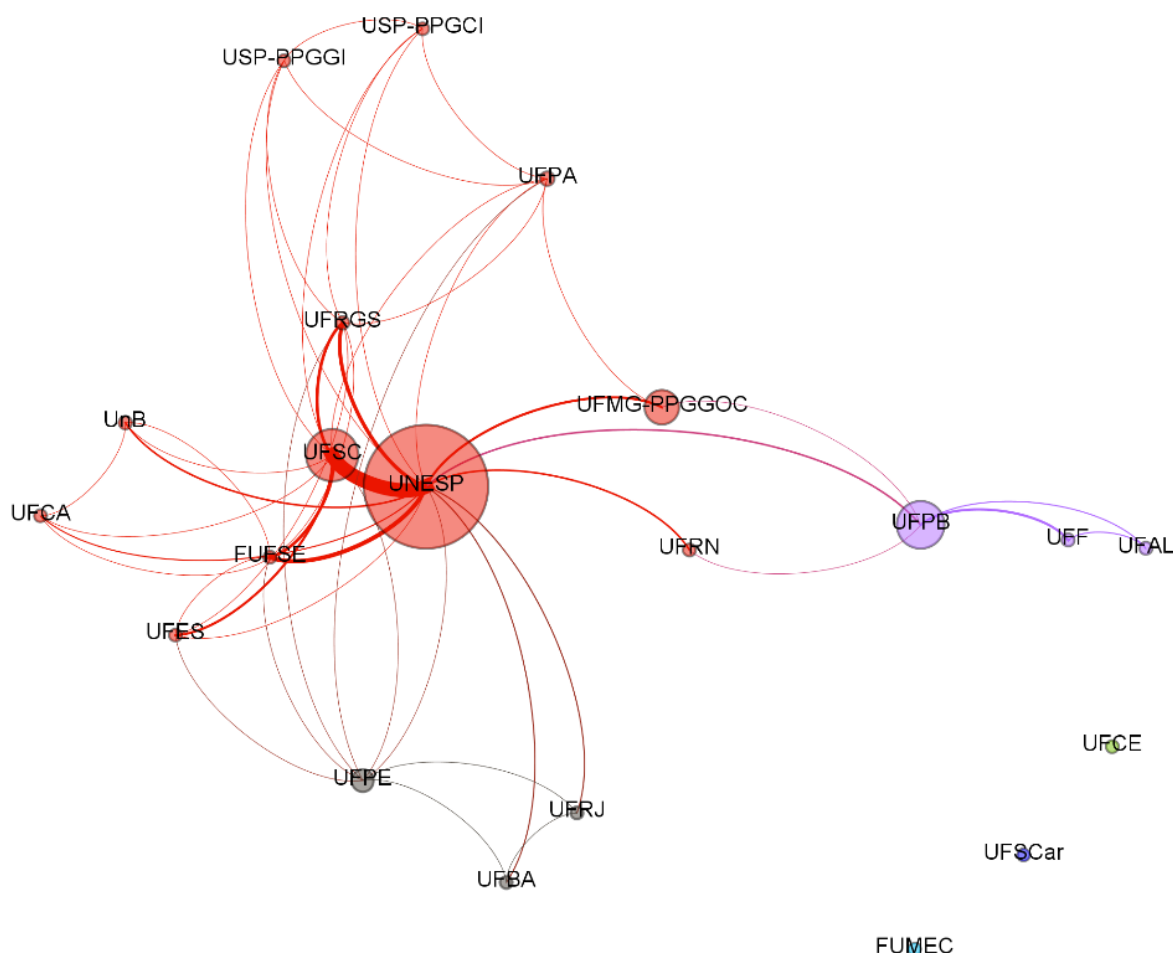 USP-PPGCI
USP-PPGGI
UFPA
UFRGS
UFMG-PPGGOC
UnB
UFSC
UNESP
UFCA
UFPB
UFF
UFAL
FUFSE
UFRN
UFES
UFCE
UFPE
UFRJ
UFSCar
UFBA
FUMEC